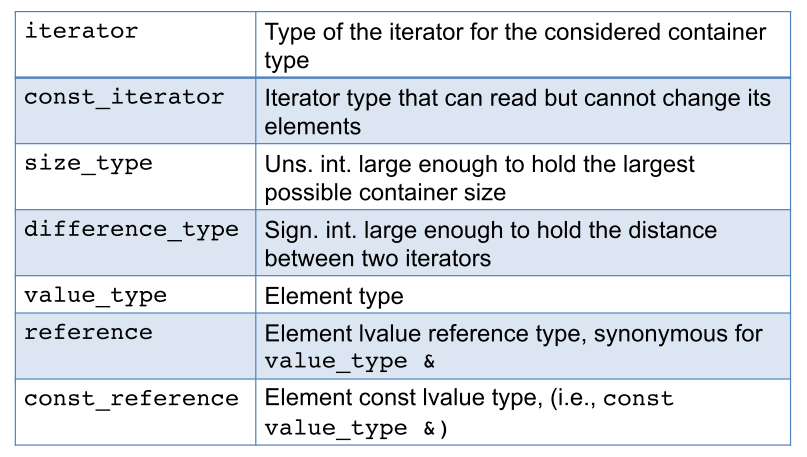 iterator
Type of the iterator for the considered container
type
const_iterator
Iterator type that can read but cannot change its
elements
size_type
Uns. int. large enough to hold the largest
possible container size
difference_type
Sign. int. large enough to hold the distance
between two iterators
value_type
Element type
reference
Element lvalue reference type, synonymous for
value_type &
const_reference
Element const lvalue type, (i.e., const
value_type &)